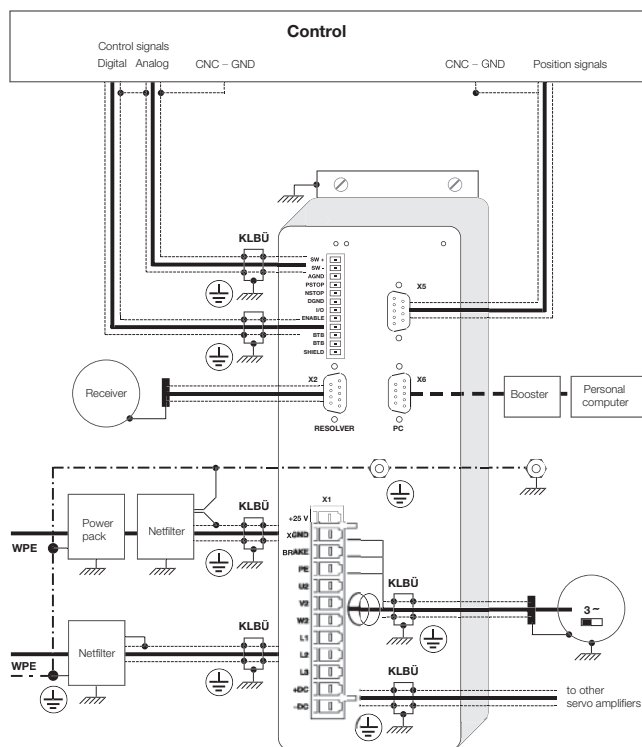 Control
Control signals
Digital Analog CNC – GND
CNC – GND Position signals
KLBÜ
SW +
SW -
AGND
PSTOP
NSTOP
DGND
I/O
ENABLE
BTB
BTB
SHIELD
X5
Receiver
X2
RESOLVER
X6
PC
Booster
Personal
computer
X1
+25 V
XGND
BRAKE
PE
U2
V2
W2
L1
L2
L3
+DC
-DC
KLBÜ
Power
pack
Netfilter
WPE
KLBÜ
3~
KLBÜ
Netfilter
WPE
KLBÜ
to other
servo amplifiers